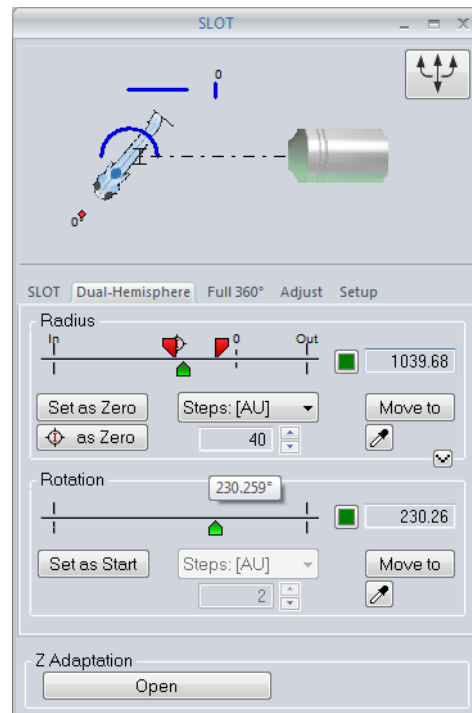 SLOT
0
0
SLOT Dual-Hemisphere Full 360° Adjust Setup
Radius
In 0 Out
1039.68
Set as Zero Steps: [AU] Move to
as Zero 40
Rotation
230.259°
230.26
Set as Start Steps: [AU] Move to
2
Z Adaptation
Open